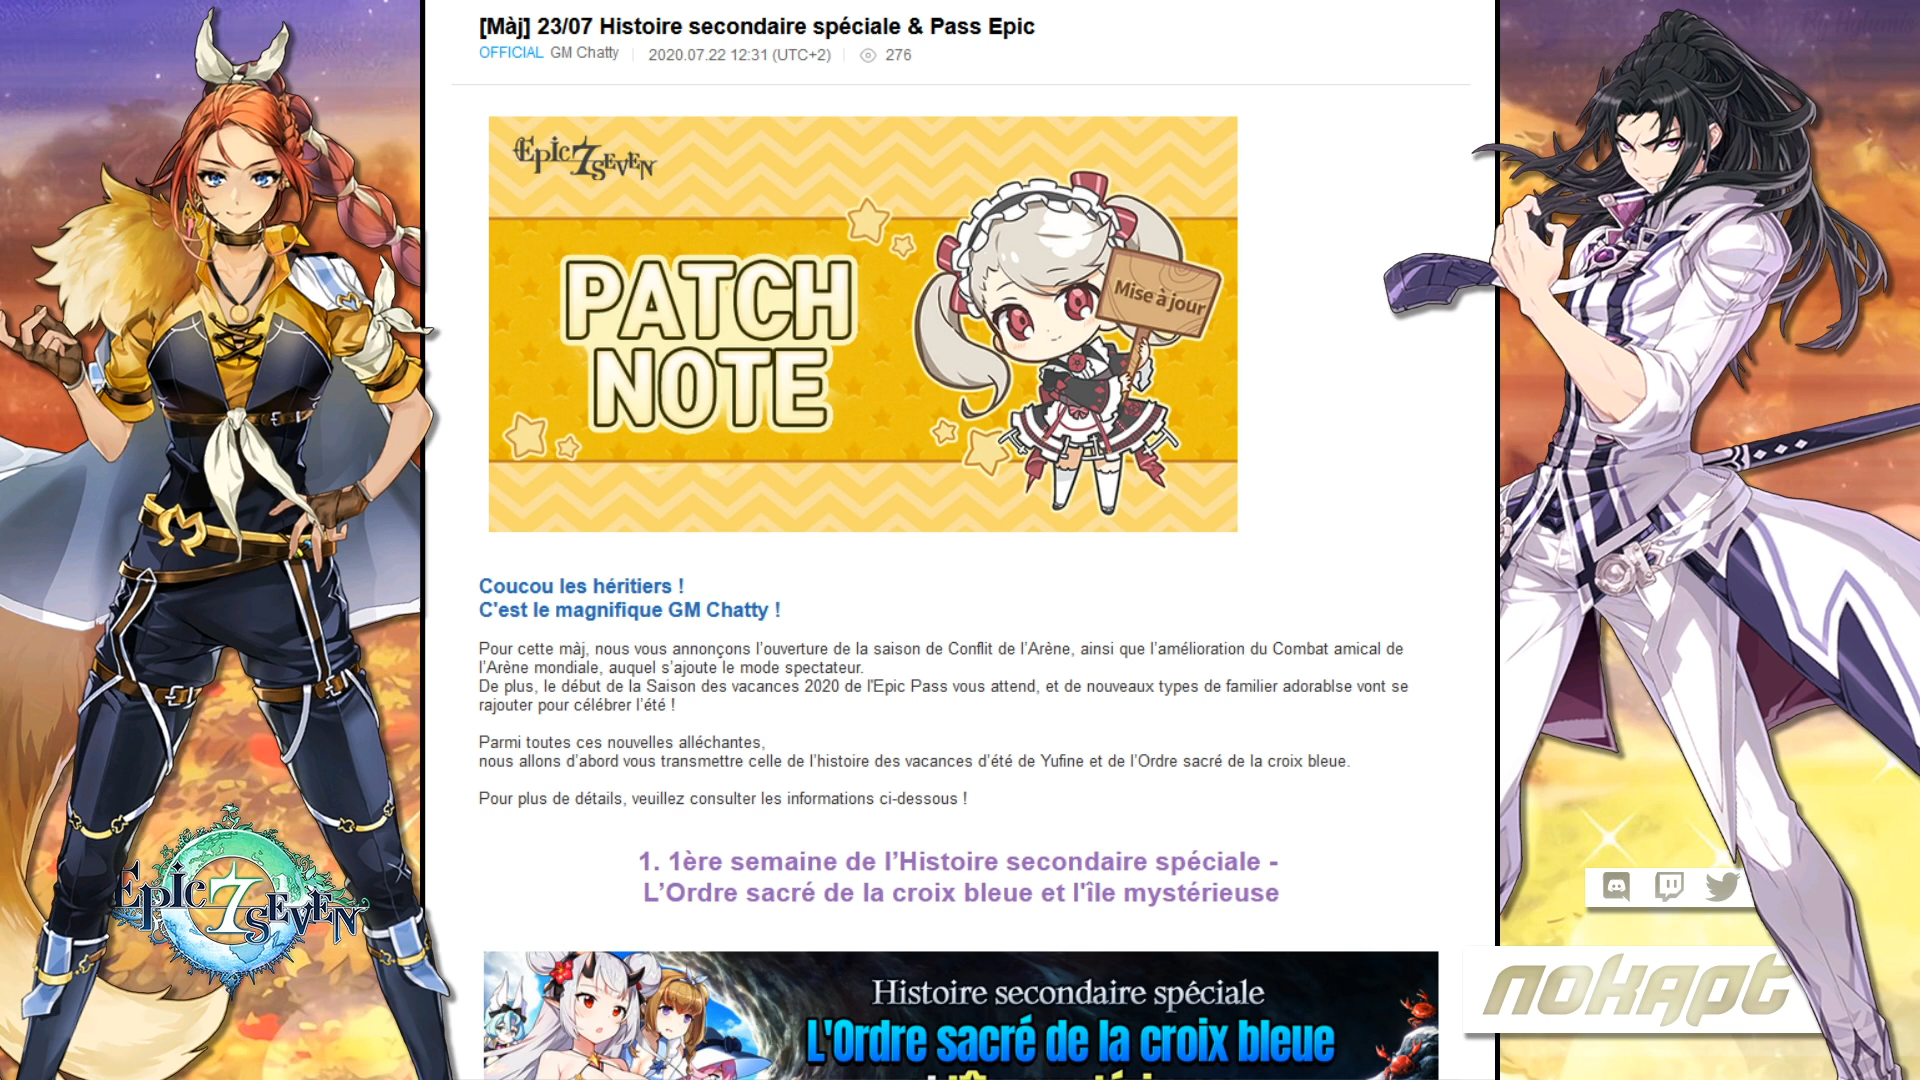 [Màj] 23/07 Histoire secondaire spéciale & Pass Epic
OFFICIAL GM Chatty 2020.07.22 12:31 (UTC+2) 276
Epic 7 SEVEN
PATCH
NOTE
Mise à jour
Coucou les héritiers !
C'est le magnifique GM Chatty !
Pour cette màj, nous vous annonçons l’ouverture de la saison de Conflit de l’Arène, ainsi que l’amélioration du Combat amical de
l’Arène mondiale, auquel s’ajoute le mode spectateur.
De plus, le début de la Saison des vacances 2020 de l'Epic Pass vous attend, et de nouveaux types de familier adorablse vont se
rajouter pour célébrer l’été !
Parmi toutes ces nouvelles alléchantes,
nous allons d’abord vous transmettre celle de l’histoire des vacances d’été de Yufine et de l’Ordre sacré de la croix bleue.
Pour plus de détails, veuillez consulter les informations ci-dessous !
1. 1ère semaine de l’Histoire secondaire spéciale -
L’Ordre sacré de la croix bleue et l'île mystérieuse
Histoire secondaire spéciale
L'Ordre sacré de la croix bleue
Epic 7 SEVEN
nokapt